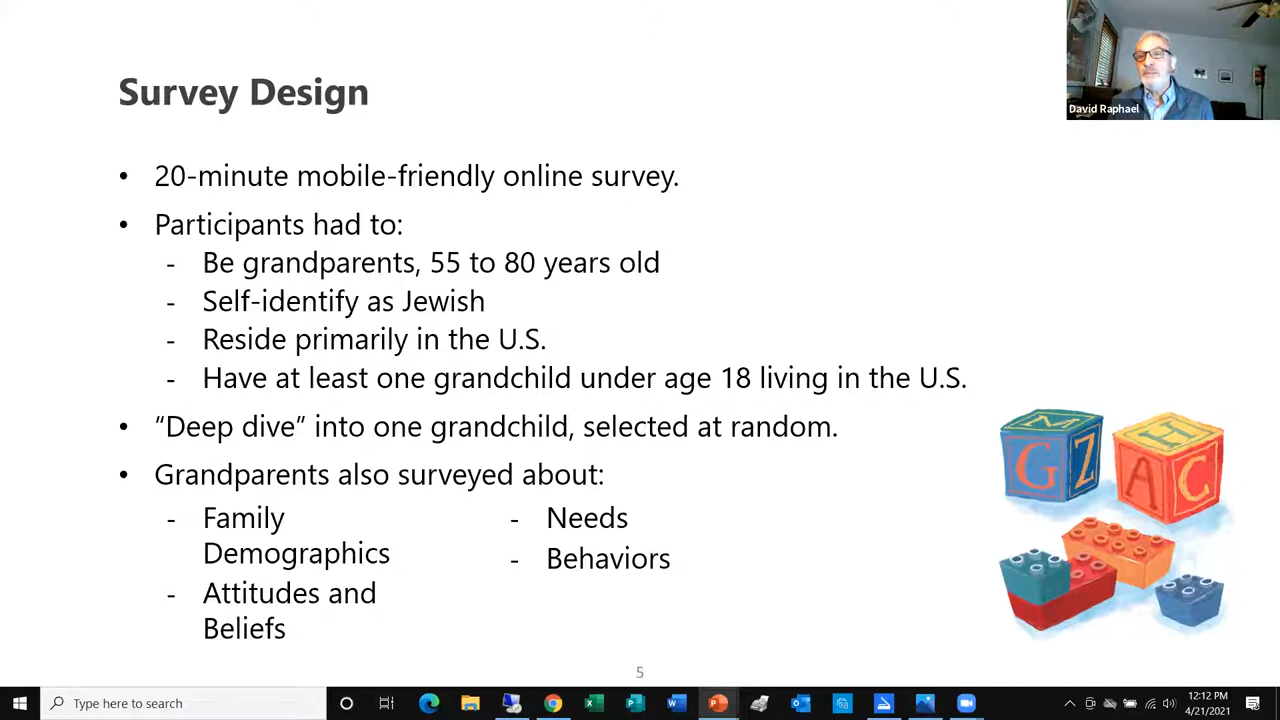 David Raphael
Survey Design
• 20-minute mobile-friendly online survey.
• Participants had to:
- Be grandparents, 55 to 80 years old
- Self-identify as Jewish
- Reside primarily in the U.S.
- Have at least one grandchild under age 18 living in the U.S.
• “Deep dive” into one grandchild, selected at random.
• Grandparents also surveyed about:
- Family
Demographics
- Attitudes and
Beliefs
- Needs
- Behaviors
M
G
Z
H
A
C
5
Type here to search
12:12 PM
4/21/2021